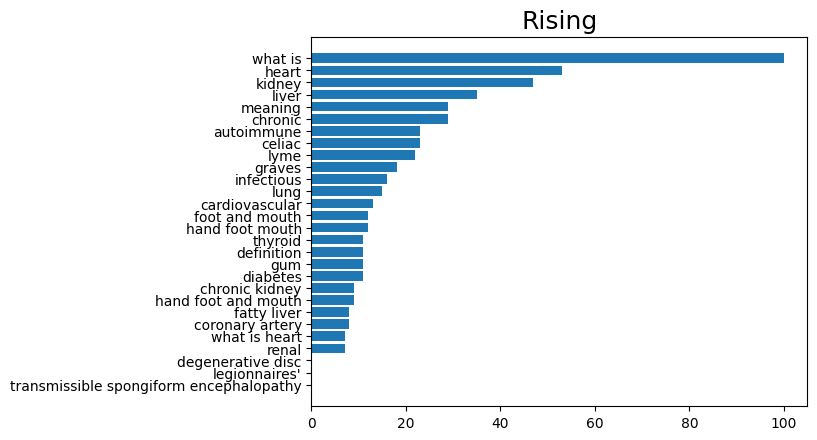 Rising
what is
heart
kidney
liver
meaning
chronic
autoimmune
celiac
lyme
graves
infectious
lung
cardiovascular
foot and mouth
hand foot mouth
thyroid
definition
gum
diabetes
chronic kidney
hand foot and mouth
fatty liver
coronary artery
what is heart
renal
degenerative disc
legionnaires'
transmissible spongiform encephalopathy
0 20 40 60 80 100